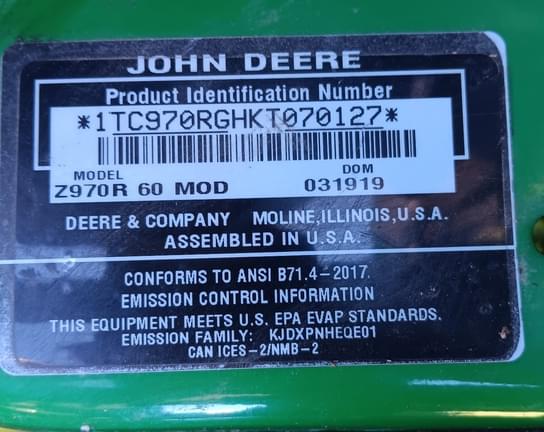 JOHN DEERE
Product Identification Number
*1TC970RGHKT070127*
MODEL DOM
Z970R 60 MOD 031919
DEERE & COMPANY MOLINE, ILLINOIS, U.S.A.
ASSEMBLED IN U.S.A.
CONFORMS TO ANSI B71.4-2017.
EMISSION CONTROL INFORMATION
THIS EQUIPMENT MEETS U.S. EPA EVAP STANDARDS.
EMISSION FAMILY: KJDXPNHEQE01
CAN ICES-2/NMB-2